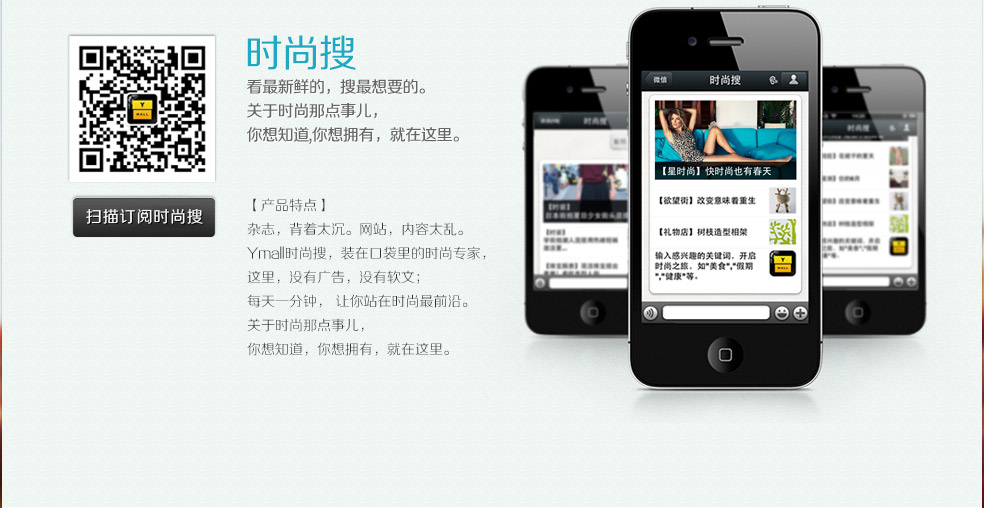 时尚搜
看最新鲜的，搜最想要的。
关于时尚那点事儿，
你想知道,你想拥有，就在这里。
Y
MALL
扫描订阅时尚搜
【 产品特点 】
杂志，背着太沉。网站，内容太乱。
Ymall时尚搜，装在口袋里的时尚专家，
这里，没有广告，没有软文；
每天一分钟， 让你站在时尚最前沿。
关于时尚那点事儿，
你想知道，你想拥有，就在这里。
微信
时尚搜
【星时尚】快时尚也有春天
【欲望街】改变意味着重生
【礼物店】树枝造型相架
输入感兴趣的关键词，开启
时尚之旅，如"美食","假期
","健康"等。
时尚搜
时尚搜